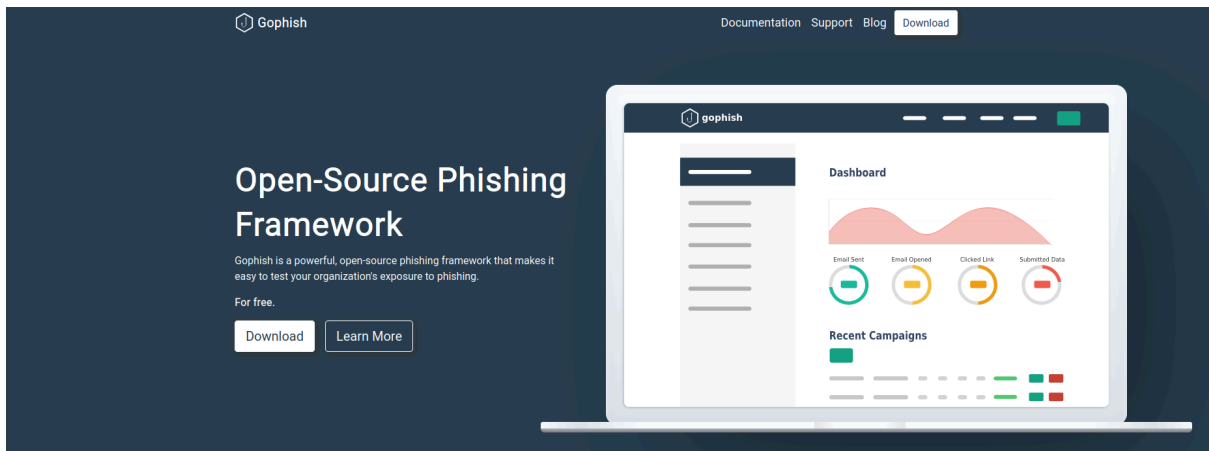 Gophish
Documentation Support Blog Download
gophish
Dashboard
Open-Source Phishing
Framework
Gophish is a powerful, open-source phishing framework that makes it
easy to test your organization's exposure to phishing.
For free.
Download Learn More
Email Sent Email Opened Clicked Link Submitted Data
Recent Campaigns